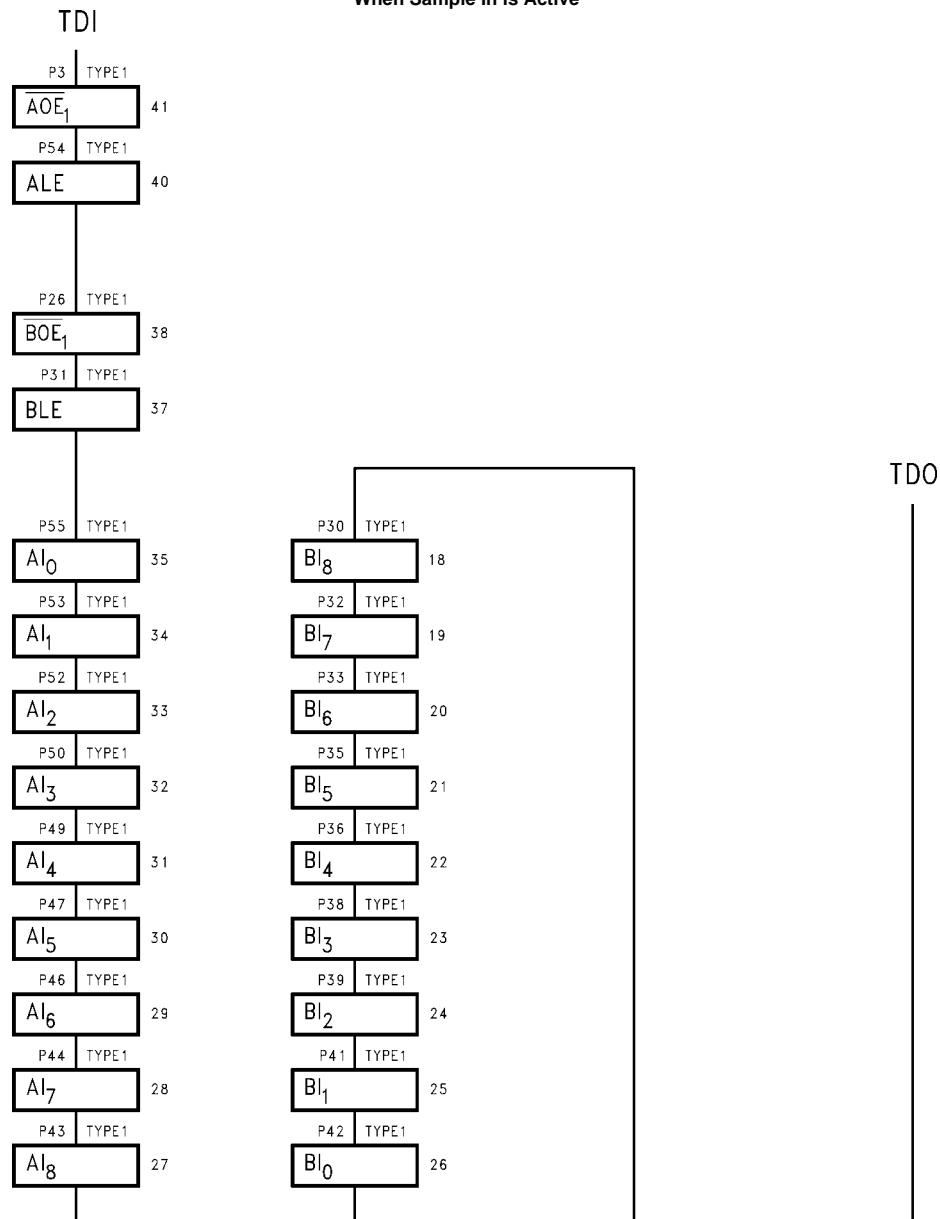 When Sample In Is Active
TDI
P3 TYPE1
AOE1 41
P54 TYPE1
ALE 40
P26 TYPE1
BOE1 38
P31 TYPE1
BLE 37
TDO
P55 TYPE1 P30 TYPE1
AI0 35 BI8 18
P53 TYPE1 P32 TYPE1
AI1 34 BI7 19
P52 TYPE1 P33 TYPE1
AI2 33 BI6 20
P50 TYPE1 P35 TYPE1
AI3 32 BI5 21
P49 TYPE1 P36 TYPE1
AI4 31 BI4 22
P47 TYPE1 P38 TYPE1
AI5 30 BI3 23
P46 TYPE1 P39 TYPE1
AI6 29 BI2 24
P44 TYPE1 P41 TYPE1
AI7 28 BI1 25
P43 TYPE1 P42 TYPE1
AI8 27 BI0 26